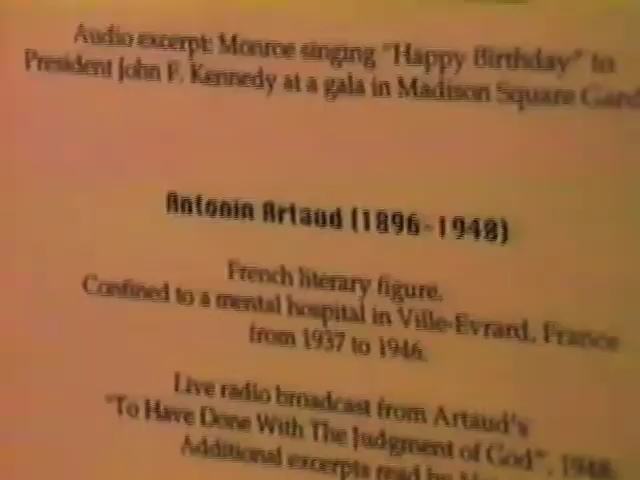 Audio excerpt: Monroe singing "Happy Birthday" to
President John F. Kennedy at a gala in Madison Square
Antonin Artaud (1896-1948)
French literary figure.
Confined to a mental hospital in Ville-Evrard, France
from 1937 to 1946.
Live radio broadcast from Artaud's
"To Have Done With The Judgment of God", 1948.
Additional excerpts read by